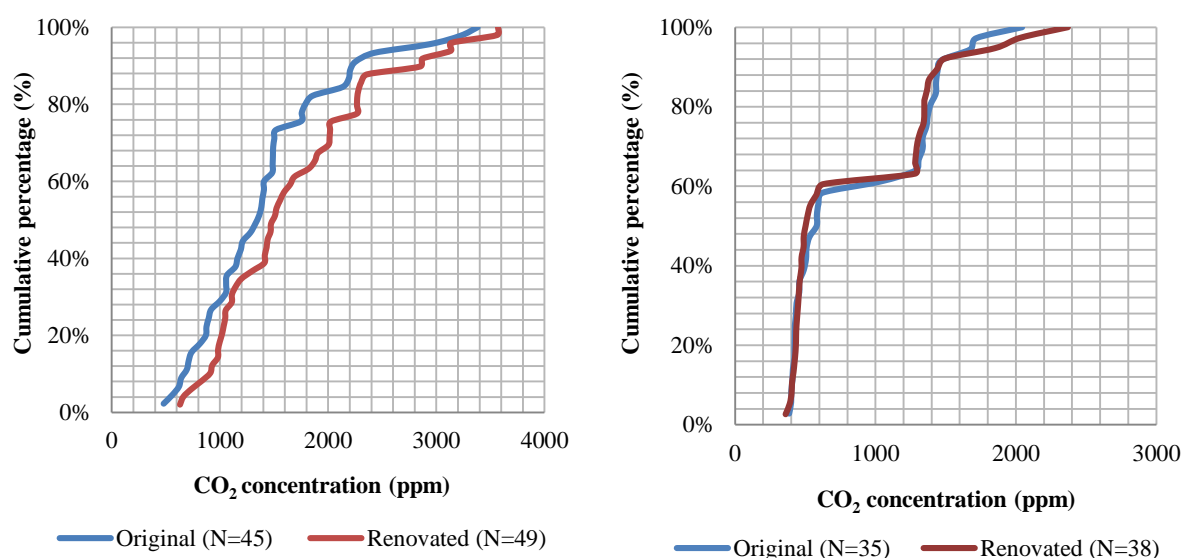 100%
80%
60%
40%
20%
0%
Cumulative percentage (%)
0 1000 2000 3000 4000
CO₂ concentration (ppm)
Original (N=45) Renovated (N=49)
100%
80%
60%
40%
20%
0%
Cumulative percentage (%)
0 1000 2000 3000
CO₂ concentration (ppm)
Original (N=35) Renovated (N=38)